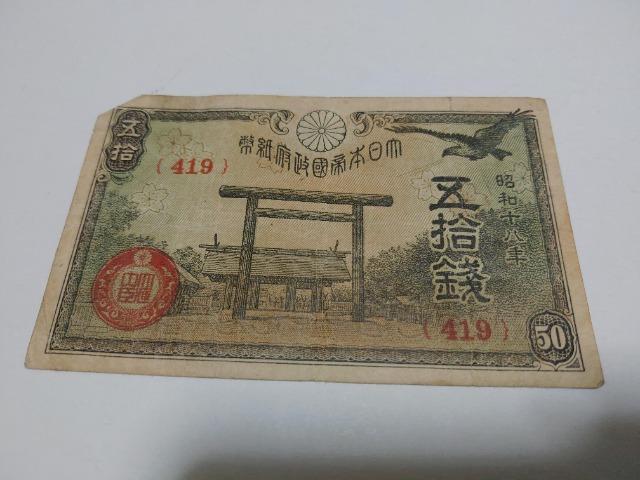 五拾
大日本帝國政府紙幣
{ 419 }
五拾錢
昭和十八年
{ 419 }
50